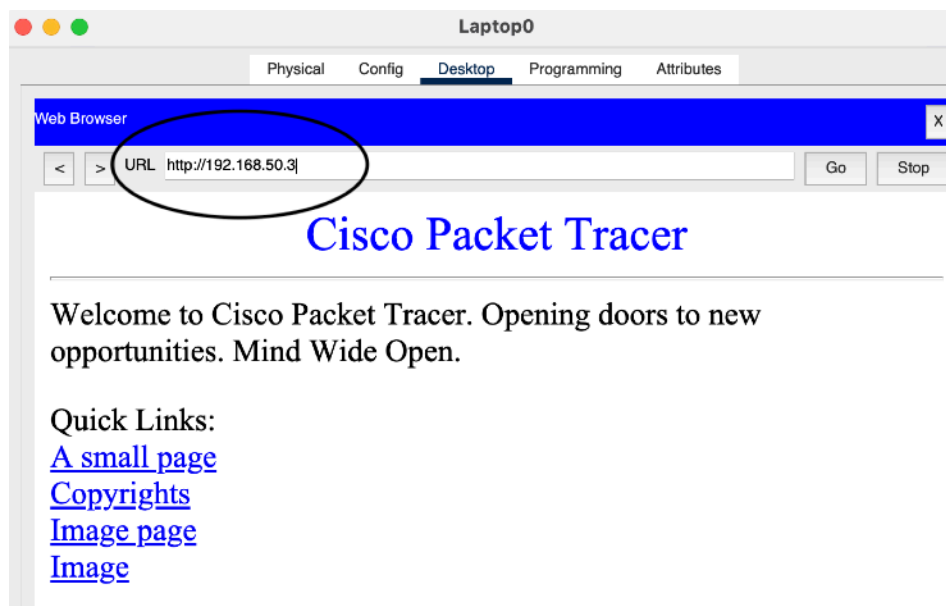 Laptop0
Physical Config Desktop Programming Attributes
Web Browser
X
< > URL http://192.168.50.3 Go Stop
Cisco Packet Tracer
Welcome to Cisco Packet Tracer. Opening doors to new
opportunities. Mind Wide Open.
Quick Links:
A small page
Copyrights
Image page
Image